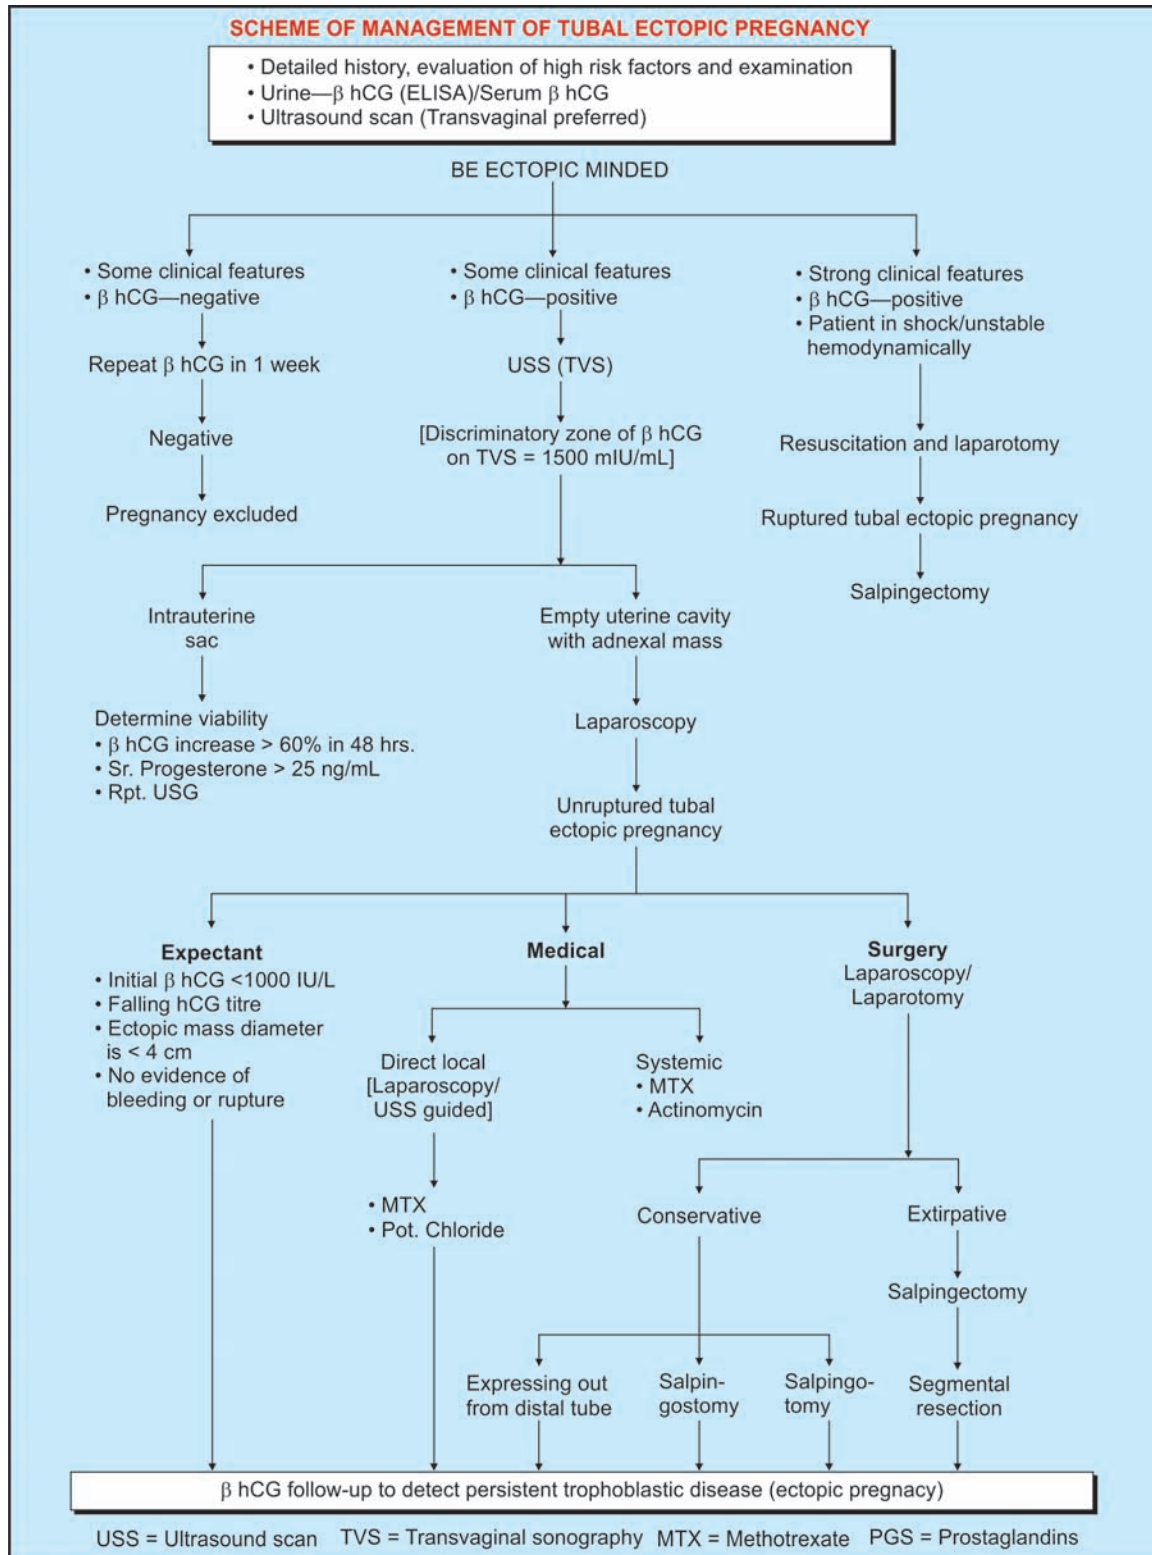 SCHEME OF MANAGEMENT OF TUBAL ECTOPIC PREGNANCY
• Detailed history, evaluation of high risk factors and examination
• Urine—β hCG (ELISA)/Serum β hCG
• Ultrasound scan (Transvaginal preferred)
BE ECTOPIC MINDED
• Some clinical features
• β hCG—negative
Repeat β hCG in 1 week
Negative
Pregnancy excluded
• Some clinical features
• β hCG—positive
USS (TVS)
[Discriminatory zone of β hCG
on TVS = 1500 mIU/mL]
• Strong clinical features
• β hCG—positive
• Patient in shock/unstable
hemodynamically
Resuscitation and laparotomy
Ruptured tubal ectopic pregnancy
Salpingectomy
Intrauterine
sac
Determine viability
• β hCG increase > 60% in 48 hrs.
• Sr. Progesterone > 25 ng/mL
• Rpt. USG
Empty uterine cavity
with adnexal mass
Laparoscopy
Unruptured tubal
ectopic pregnancy
Expectant
• Initial β hCG <1000 IU/L
• Falling hCG titre
• Ectopic mass diameter
is < 4 cm
• No evidence of
bleeding or rupture
Medical
Direct local
[Laparoscopy/
USS guided]
• MTX
• Pot. Chloride
Systemic
• MTX
• Actinomycin
Surgery
Laparoscopy/
Laparotomy
Conservative
Expressing out
from distal tube
Salpin-
gostomy
Salpingo-
tomy
Extirpative
Salpingectomy
Segmental
resection
β hCG follow-up to detect persistent trophoblastic disease (ectopic pregnacy)
USS = Ultrasound scan TVS = Transvaginal sonography MTX = Methotrexate PGS = Prostaglandins